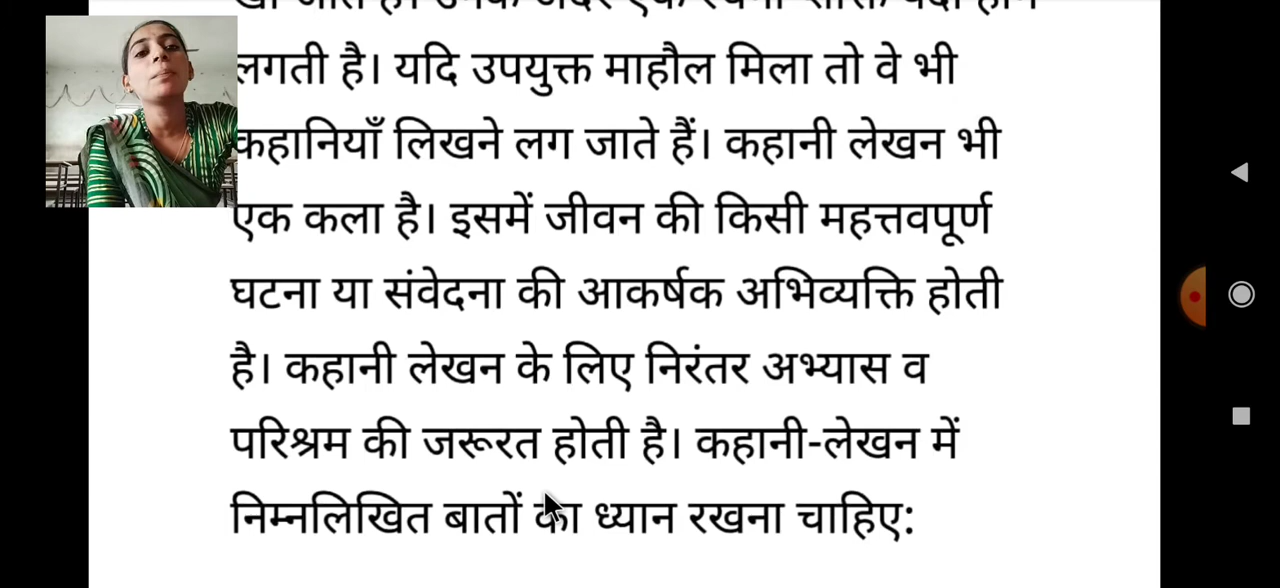 लगती है। यदि उपयुक्त माहौल मिला तो वे भी
कहानियाँ लिखने लग जाते हैं। कहानी लेखन भी
एक कला है। इसमें जीवन की किसी महत्तवपूर्ण
घटना या संवेदना की आकर्षक अभिव्यक्ति होती
है। कहानी लेखन के लिए निरंतर अभ्यास व
परिश्रम की जरूरत होती है। कहानी-लेखन में
निम्नलिखित बातों का ध्यान रखना चाहिए: